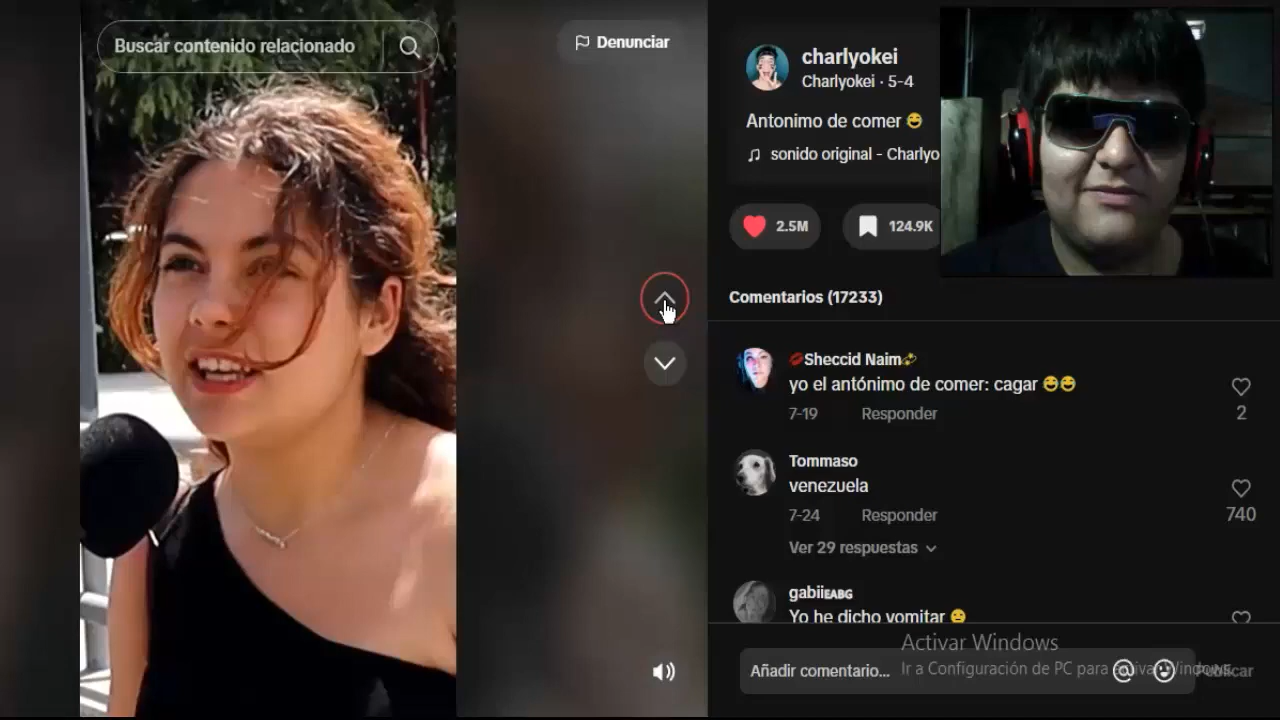 Buscar contenido relacionado
Denunciar
charlyokei
Charlyokei · 5-4
Antonimo de comer 😄
sonido original - Charlyo
2.5M
124.9K
Comentarios (17233)
💋Sheccid Naim💫
yo el antónimo de comer: cagar 😄😄
7-19 Responder
2
Tommaso
venezuela
7-24 Responder
740
Ver 29 respuestas
gabiiEABG
Yo he dicho vomitar 😐
Activar Windows
Ir a Configuración de PC para activar Windows.
Añadir comentario...
Publicar